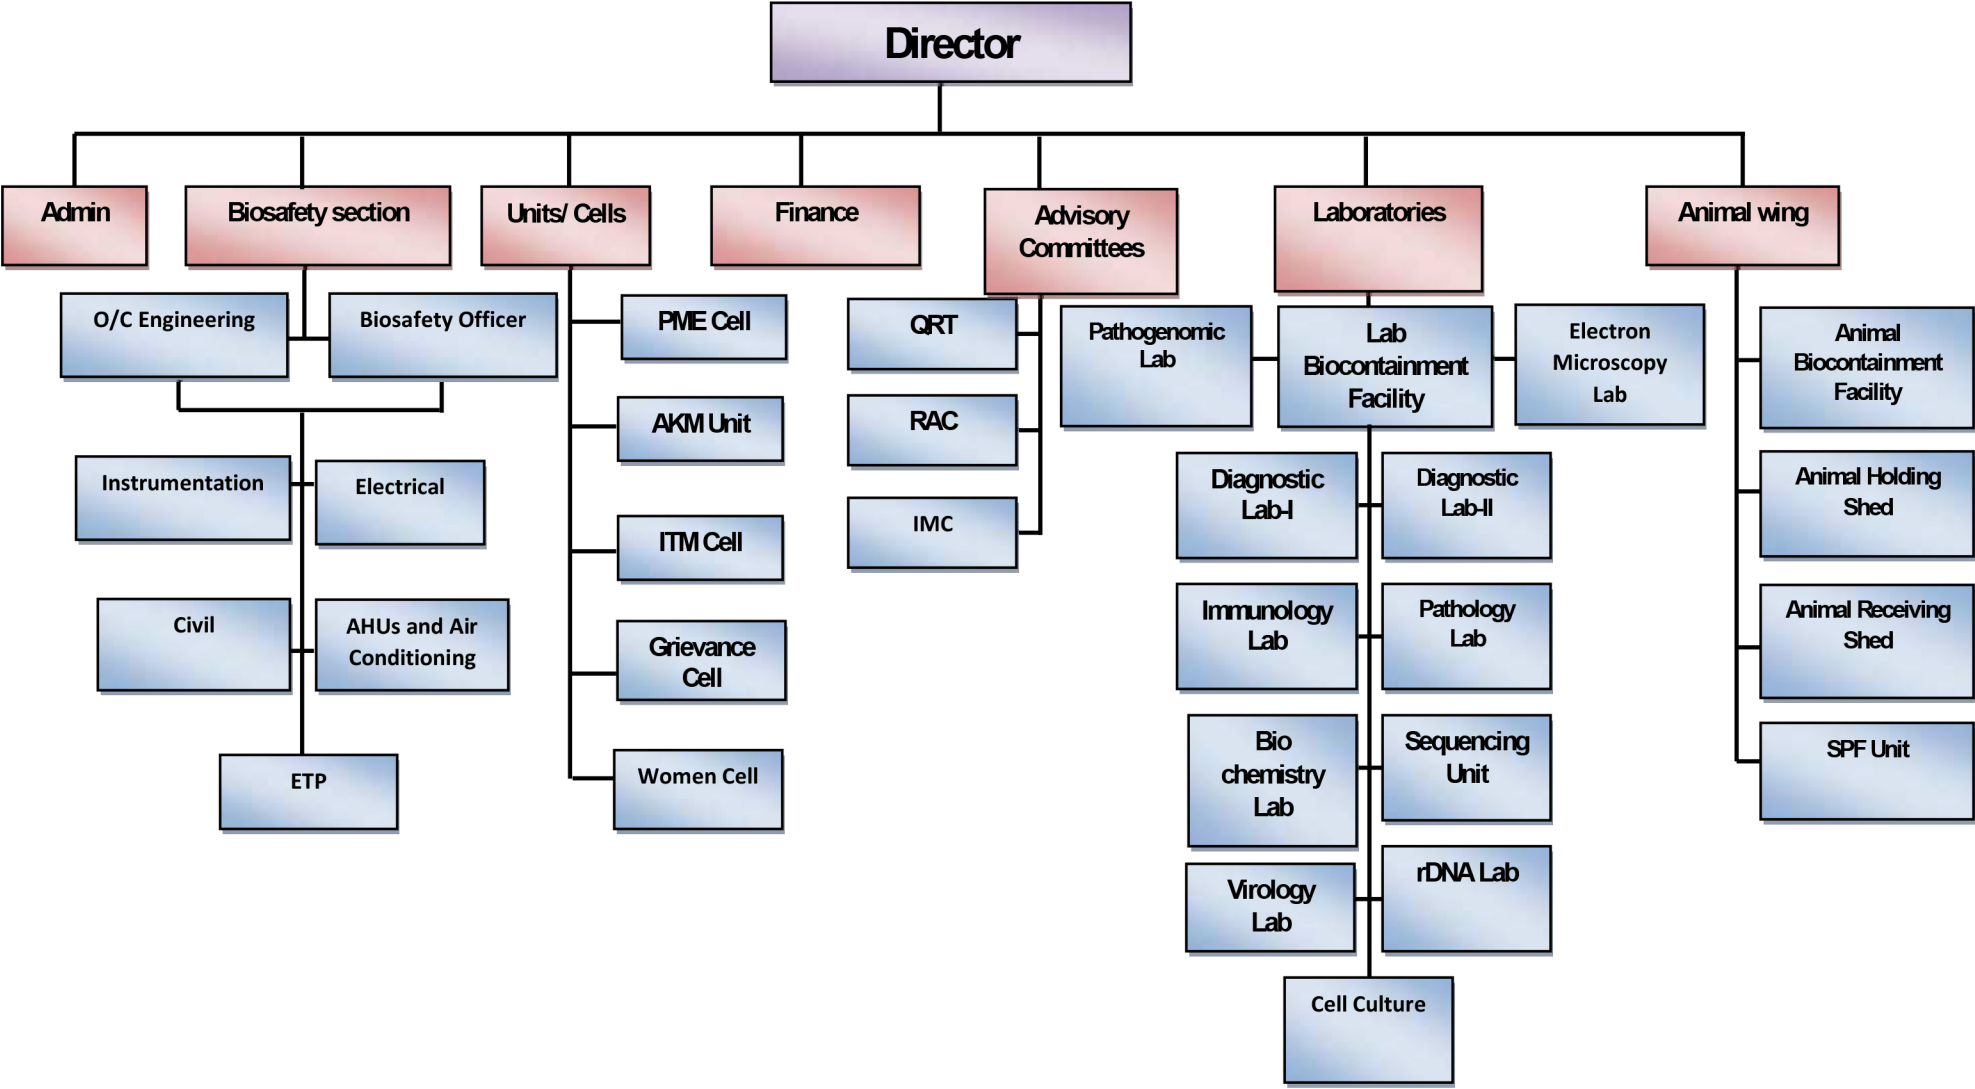 Director
Admin
Biosafety section
Units/ Cells
Finance
Advisory
Committees
Laboratories
Animal wing
O/C Engineering
Biosafety Officer
Instrumentation
Electrical
Civil
AHUs and Air
Conditioning
ETP
PME Cell
AKM Unit
ITM Cell
Grievance
Cell
Women Cell
QRT
RAC
IMC
Pathogenomic
Lab
Lab
Biocontainment
Facility
Electron
Microscopy
Lab
Diagnostic
Lab-I
Diagnostic
Lab-II
Immunology
Lab
Pathology
Lab
Bio
chemistry
Lab
Sequencing
Unit
Virology
Lab
rDNA Lab
Cell Culture
Animal
Biocontainment
Facility
Animal Holding
Shed
Animal Receiving
Shed
SPF Unit